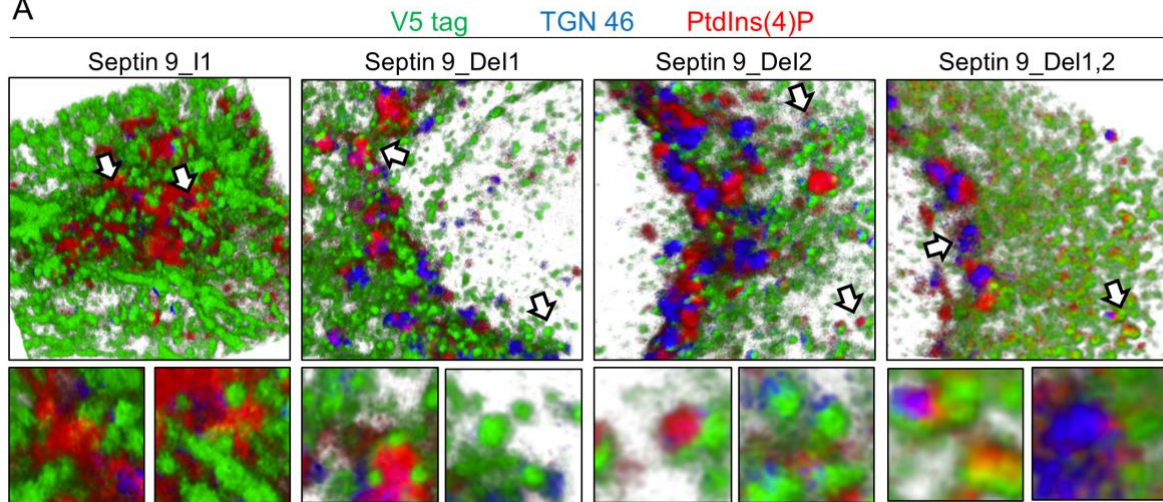 A
V5 tag TGN 46 PtdIns(4)P
Septin 9_I1 Septin 9_Del1 Septin 9_Del2 Septin 9_Del1,2